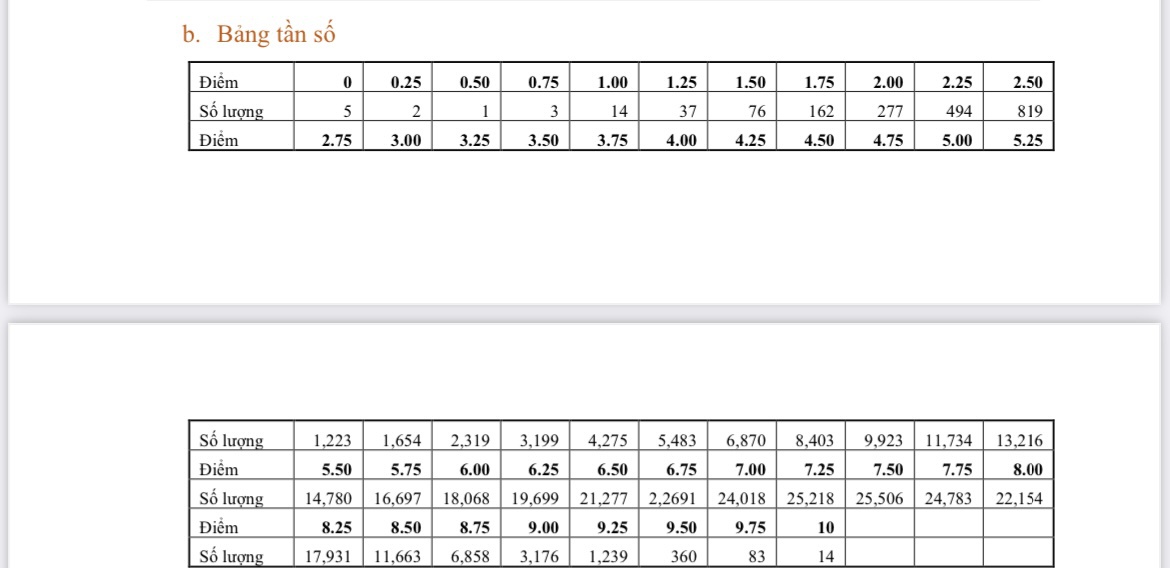 b. Bảng tần số
Điểm 0 0.25 0.50 0.75 1.00 1.25 1.50 1.75 2.00 2.25 2.50
Số lượng 5 2 1 3 14 37 76 162 277 494 819
Điểm 2.75 3.00 3.25 3.50 3.75 4.00 4.25 4.50 4.75 5.00 5.25
Số lượng 1,223 1,654 2,319 3,199 4,275 5,483 6,870 8,403 9,923 11,734 13,216
Điểm 5.50 5.75 6.00 6.25 6.50 6.75 7.00 7.25 7.50 7.75 8.00
Số lượng 14,780 16,697 18,068 19,699 21,277 2,2691 24,018 25,218 25,506 24,783 22,154
Điểm 8.25 8.50 8.75 9.00 9.25 9.50 9.75 10
Số lượng 17,931 11,663 6,858 3,176 1,239 360 83 14